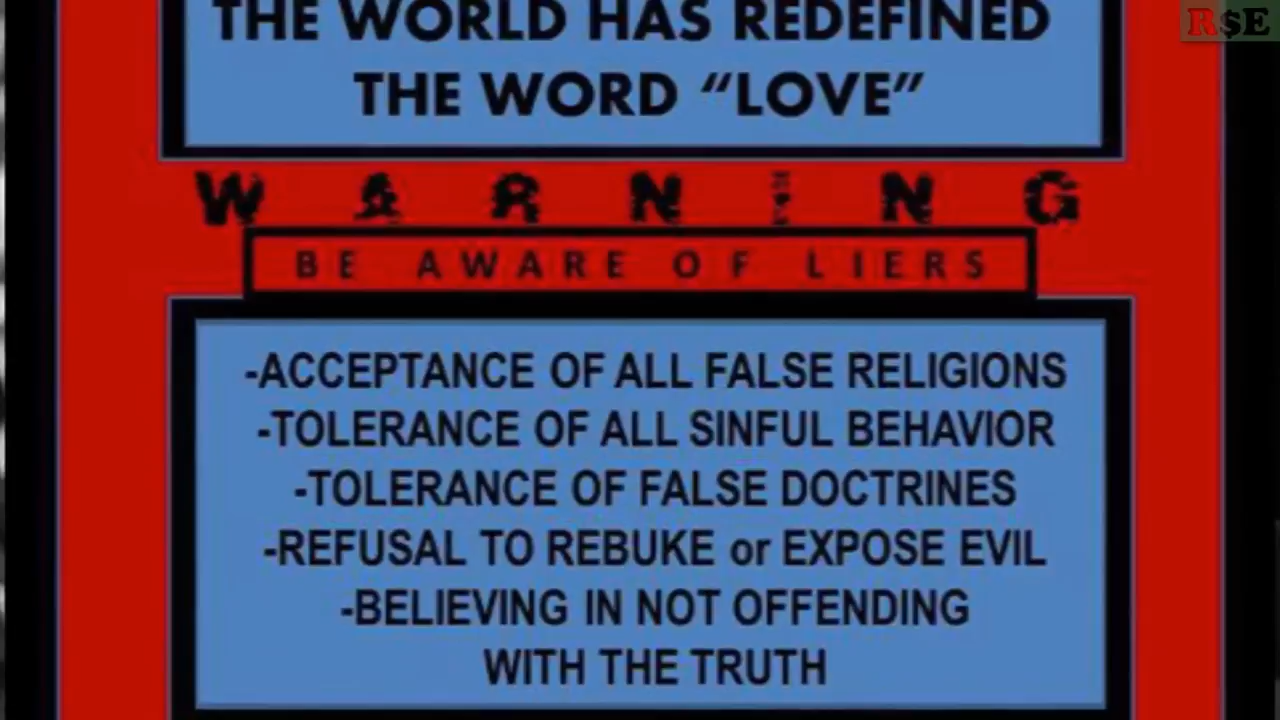 R$E
THE WORLD HAS REDEFINED
THE WORD “LOVE”
WARNING
BE AWARE OF LIERS
-ACCEPTANCE OF ALL FALSE RELIGIONS
-TOLERANCE OF ALL SINFUL BEHAVIOR
-TOLERANCE OF FALSE DOCTRINES
-REFUSAL TO REBUKE or EXPOSE EVIL
-BELIEVING IN NOT OFFENDING
WITH THE TRUTH